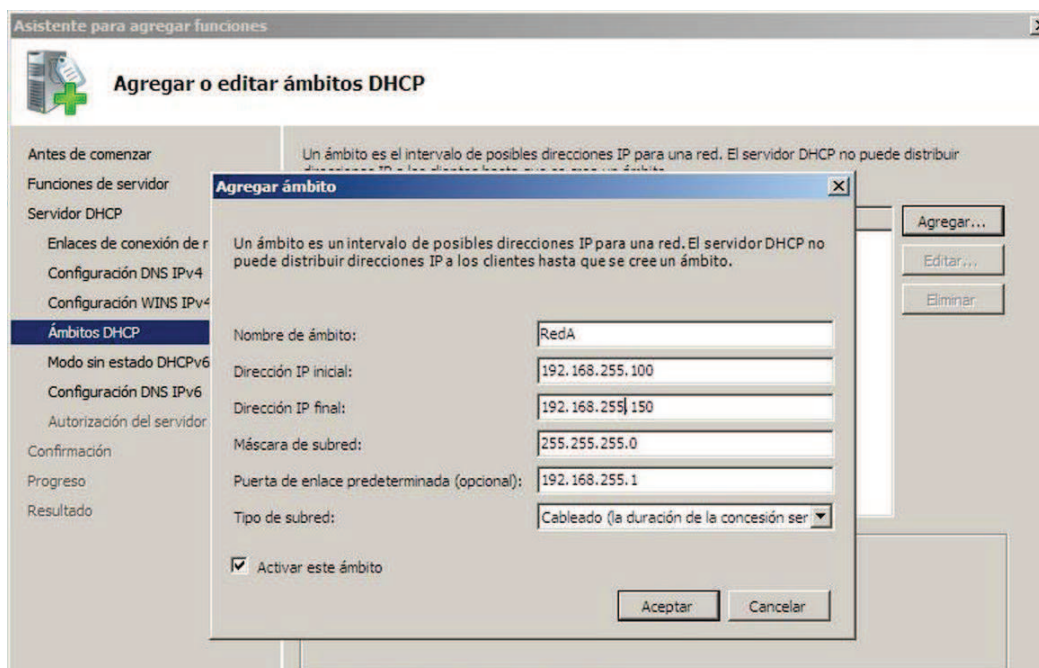 Asistente para agregar funciones
Agregar o editar ámbitos DHCP
Antes de comenzar
Funciones de servidor
Servidor DHCP
Enlaces de conexión de r
Configuración DNS IPv4
Configuración WINS IPv4
Ámbitos DHCP
Modo sin estado DHCPv6
Configuración DNS IPv6
Autorización del servidor
Confirmación
Progreso
Resultado
Un ámbito es el intervalo de posibles direcciones IP para una red. El servidor DHCP no puede distribuir
Agregar...
Editar...
Eliminar
Agregar ámbito
Un ámbito es un intervalo de posibles direcciones IP para una red. El servidor DHCP no
puede distribuir direcciones IP a los clientes hasta que se cree un ámbito.
Nombre de ámbito: RedA
Dirección IP inicial: 192.168.255.100
Dirección IP final: 192.168.255.150
Máscara de subred: 255.255.255.0
Puerta de enlace predeterminada (opcional): 192.168.255.1
Tipo de subred: Cableado (la duración de la concesión ser
Activar este ámbito
Aceptar Cancelar